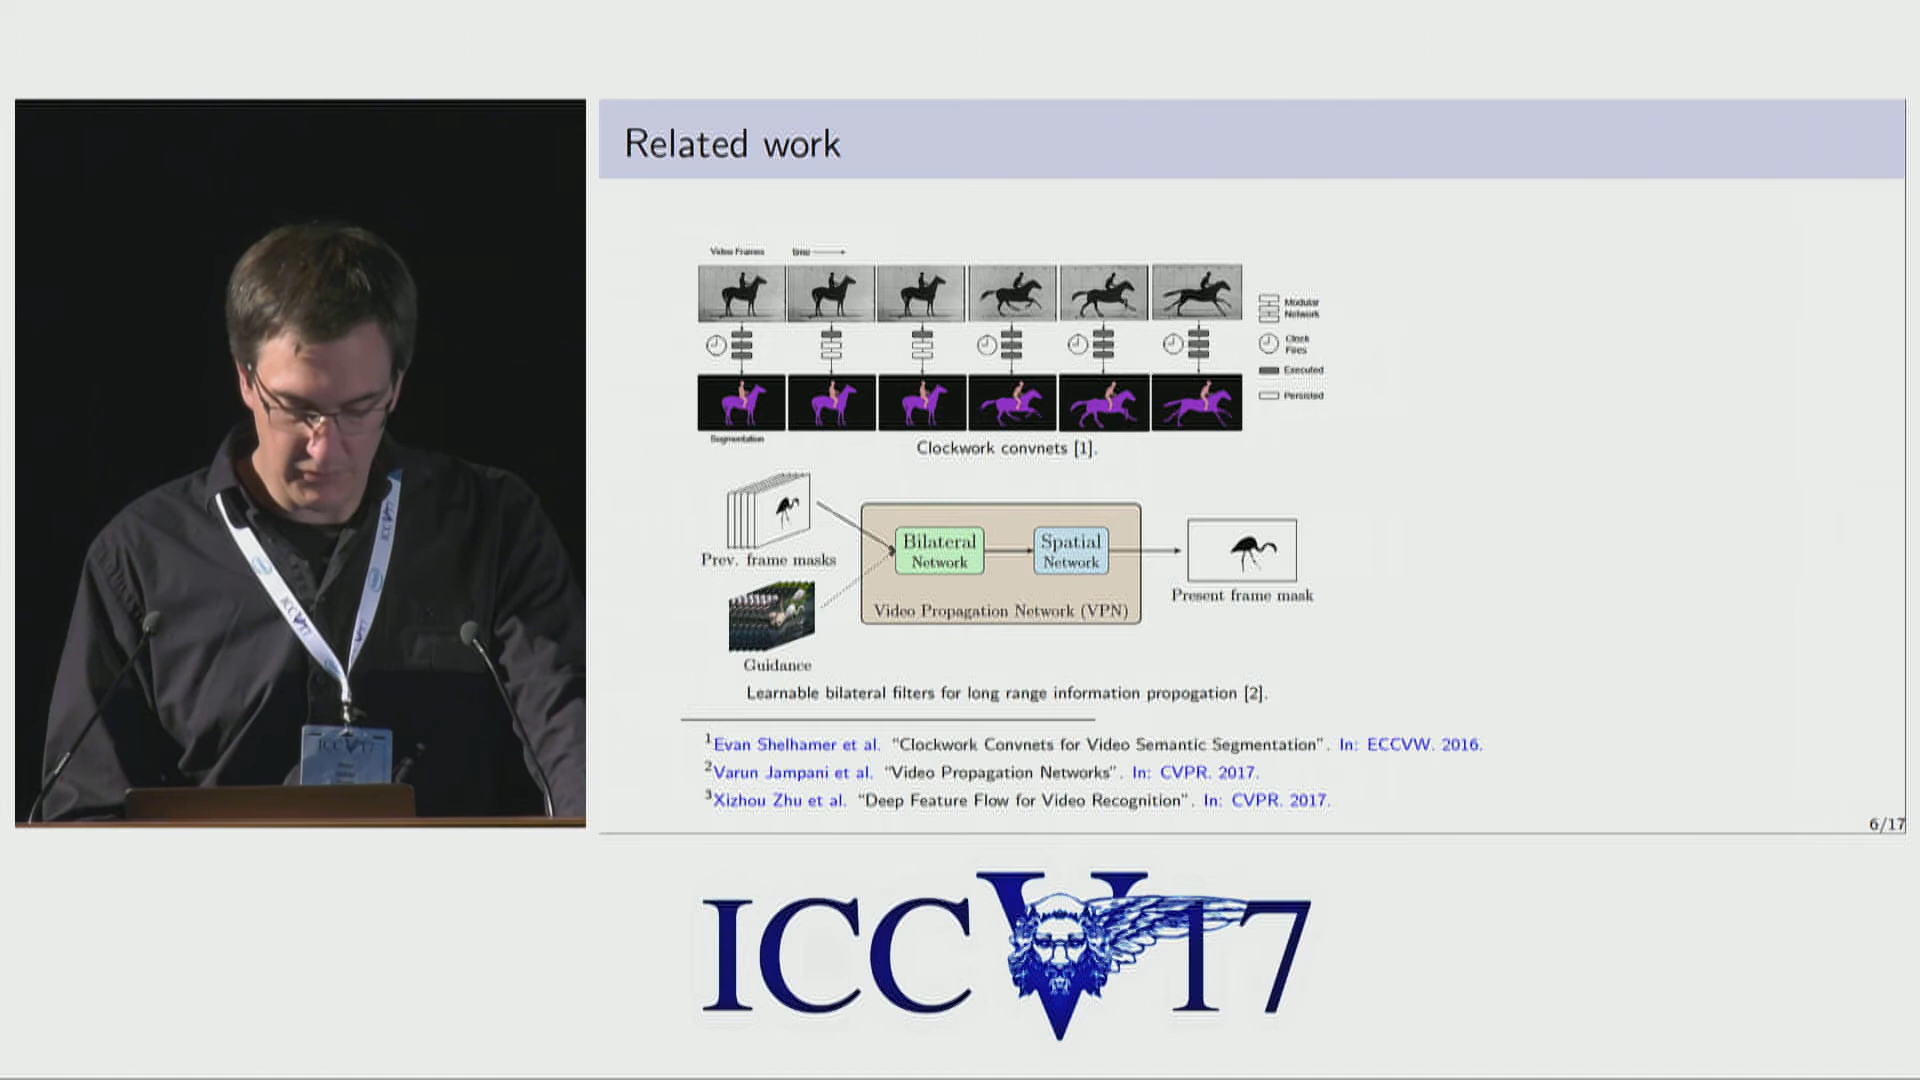 Related work
Video Frames time
Modular
Network
Clock
Fires
Executed
Persisted
Segmentation
Clockwork convnets [1].
Prev. frame masks
Guidance
Bilateral
Network
Spatial
Network
Video Propagation Network (VPN)
Present frame mask
Learnable bilateral filters for long range information propogation [2].
1Evan Shelhamer et al. “Clockwork Convnets for Video Semantic Segmentation”. In: ECCVW. 2016.
2Varun Jampani et al. “Video Propagation Networks”. In: CVPR. 2017.
3Xizhou Zhu et al. “Deep Feature Flow for Video Recognition”. In: CVPR. 2017.
6/17
ICCV17
ICCV17
ICCV17